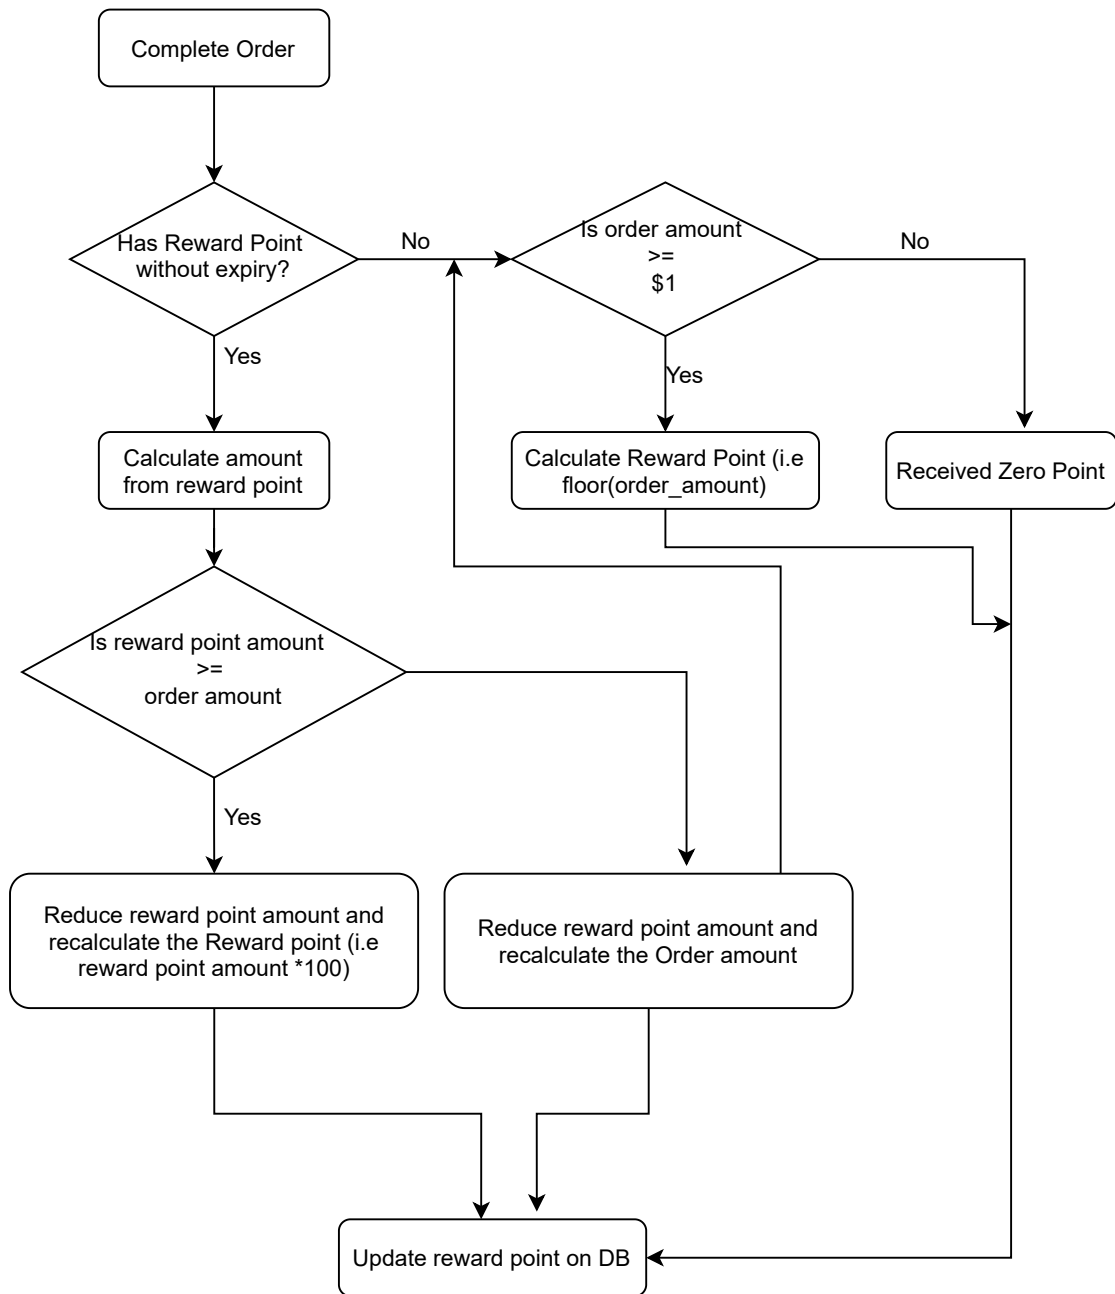 Complete Order
Has Reward Point
without expiry?
No
Is order amount
>=
$1
No
Yes
Yes
Calculate amount
from reward point
Calculate Reward Point (i.e
floor(order_amount)
Received Zero Point
Is reward point amount
>=
order amount
Yes
Reduce reward point amount and
recalculate the Reward point (i.e
reward point amount *100)
Reduce reward point amount and
recalculate the Order amount
Update reward point on DB